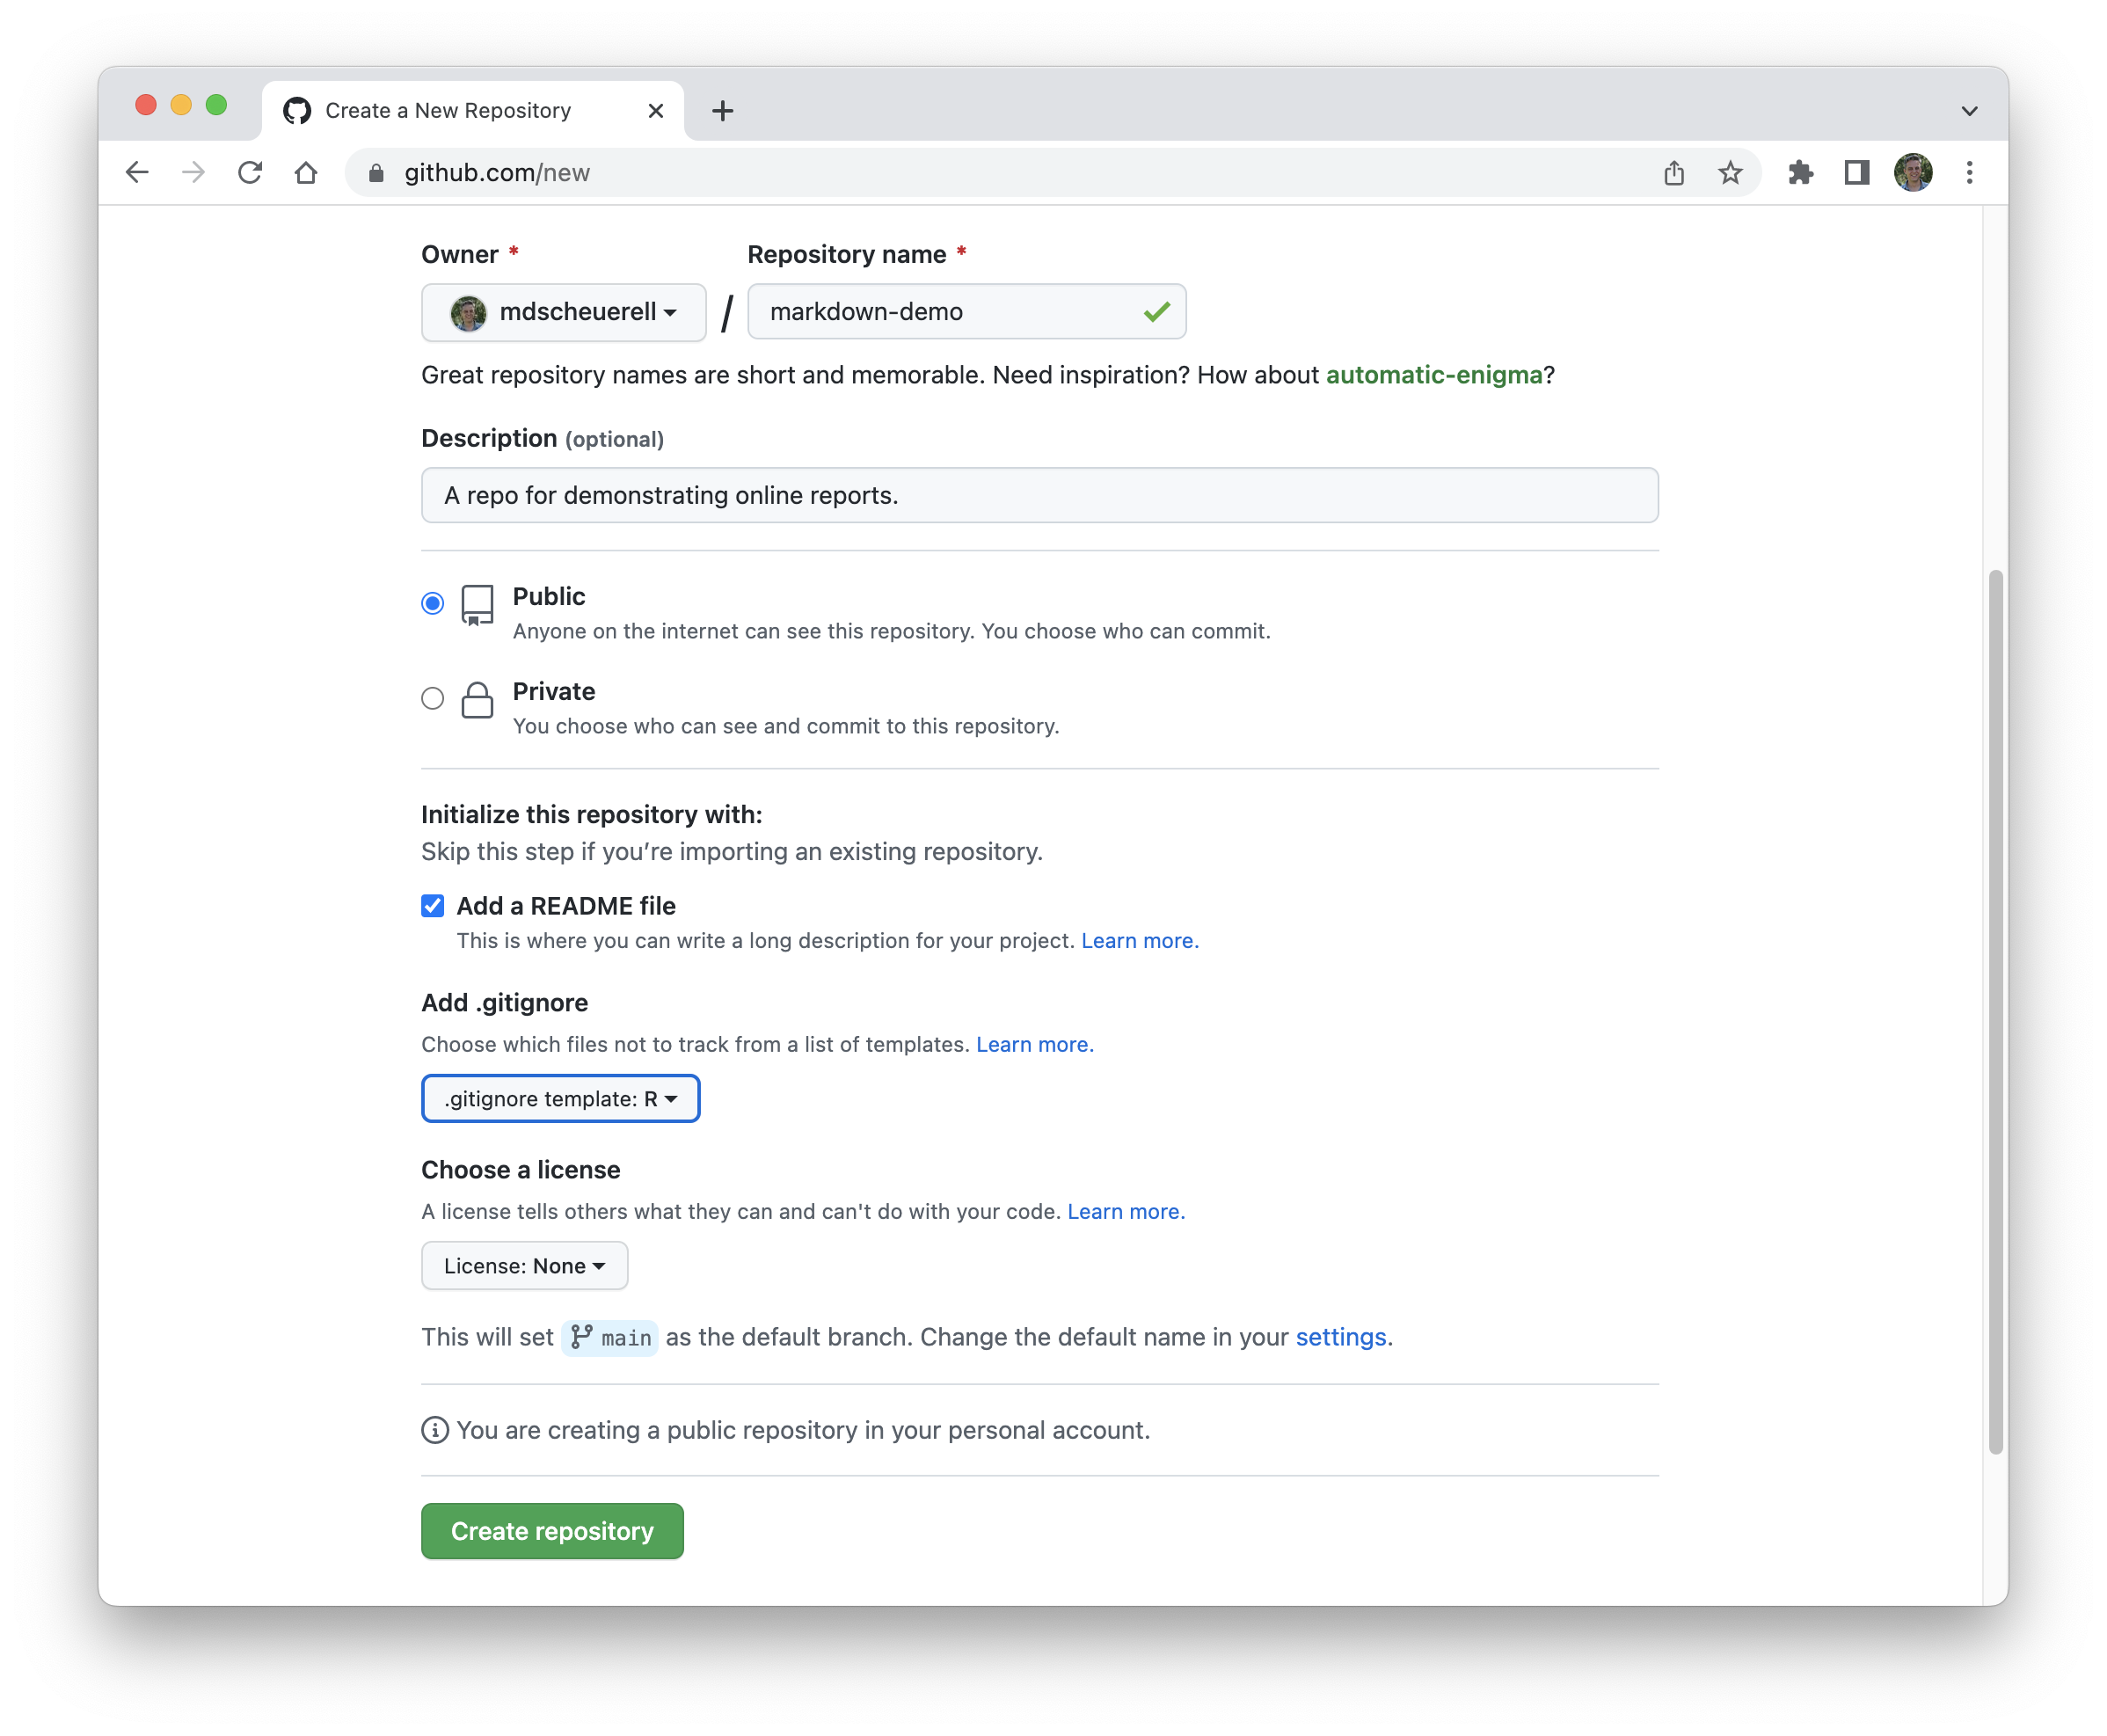 Create a New Repository
github.com/new
Owner * Repository name *
mdscheuerell / markdown-demo
Great repository names are short and memorable. Need inspiration? How about automatic-enigma?
Description (optional)
A repo for demonstrating online reports.
Public
Anyone on the internet can see this repository. You choose who can commit.
Private
You choose who can see and commit to this repository.
Initialize this repository with:
Skip this step if you’re importing an existing repository.
Add a README file
This is where you can write a long description for your project. Learn more.
Add .gitignore
Choose which files not to track from a list of templates. Learn more.
.gitignore template: R
Choose a license
A license tells others what they can and can't do with your code. Learn more.
License: None
This will set main as the default branch. Change the default name in your settings.
You are creating a public repository in your personal account.
Create repository